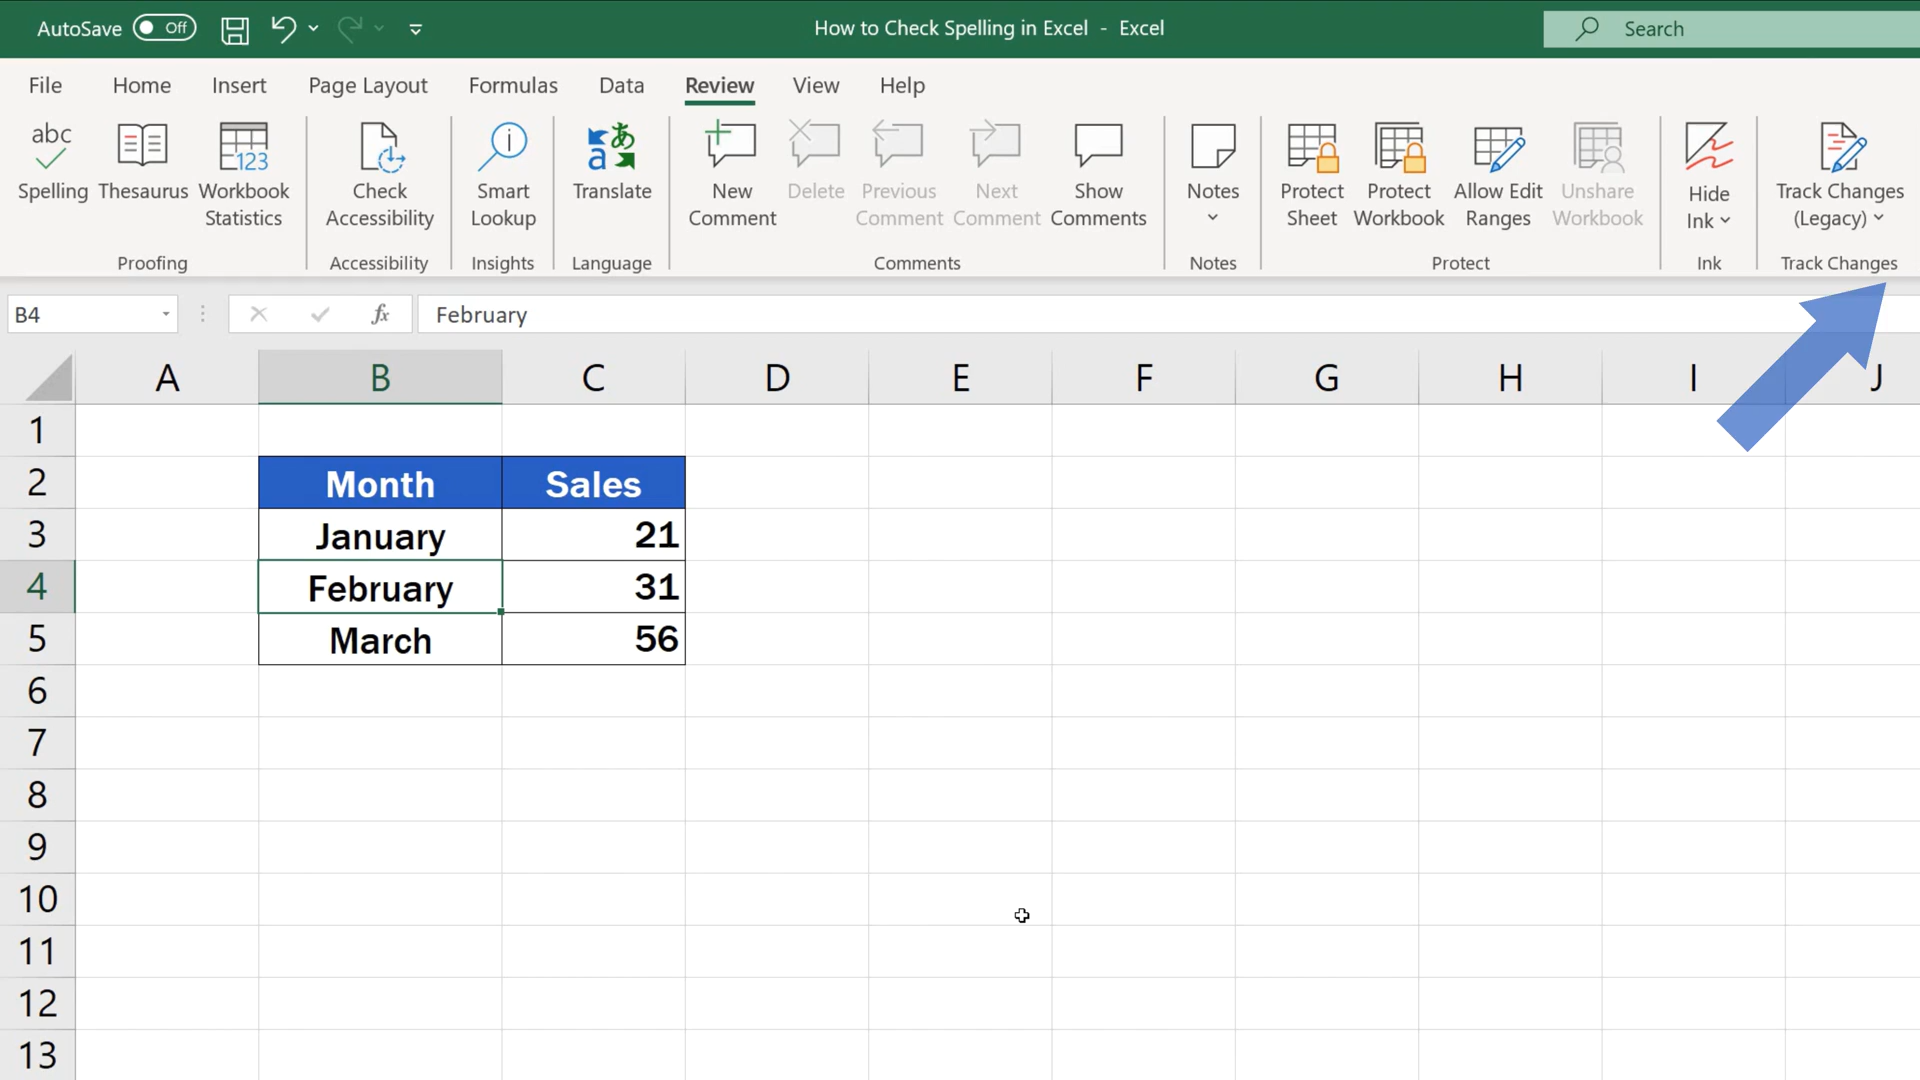 AutoSave Off
How to Check Spelling in Excel - Excel
Search
File Home Insert Page Layout Formulas Data Review View Help
abc
Spelling
Thesaurus
123
Workbook
Statistics
Proofing
Check
Accessibility
Accessibility
Smart
Lookup
Insights
aあ
Translate
Language
New
Comment
Delete
Previous
Comment
Next
Comment
Show
Comments
Comments
Notes
Notes
Protect
Sheet
Protect
Workbook
Allow Edit
Ranges
Unshare
Workbook
Protect
Hide
Ink
Ink
Track Changes
(Legacy)
Track Changes
B4 fx February
A B C D E F G H I J
1
2 Month Sales
3 January 21
4 February 31
5 March 56
6
7
8
9
10
11
12
13